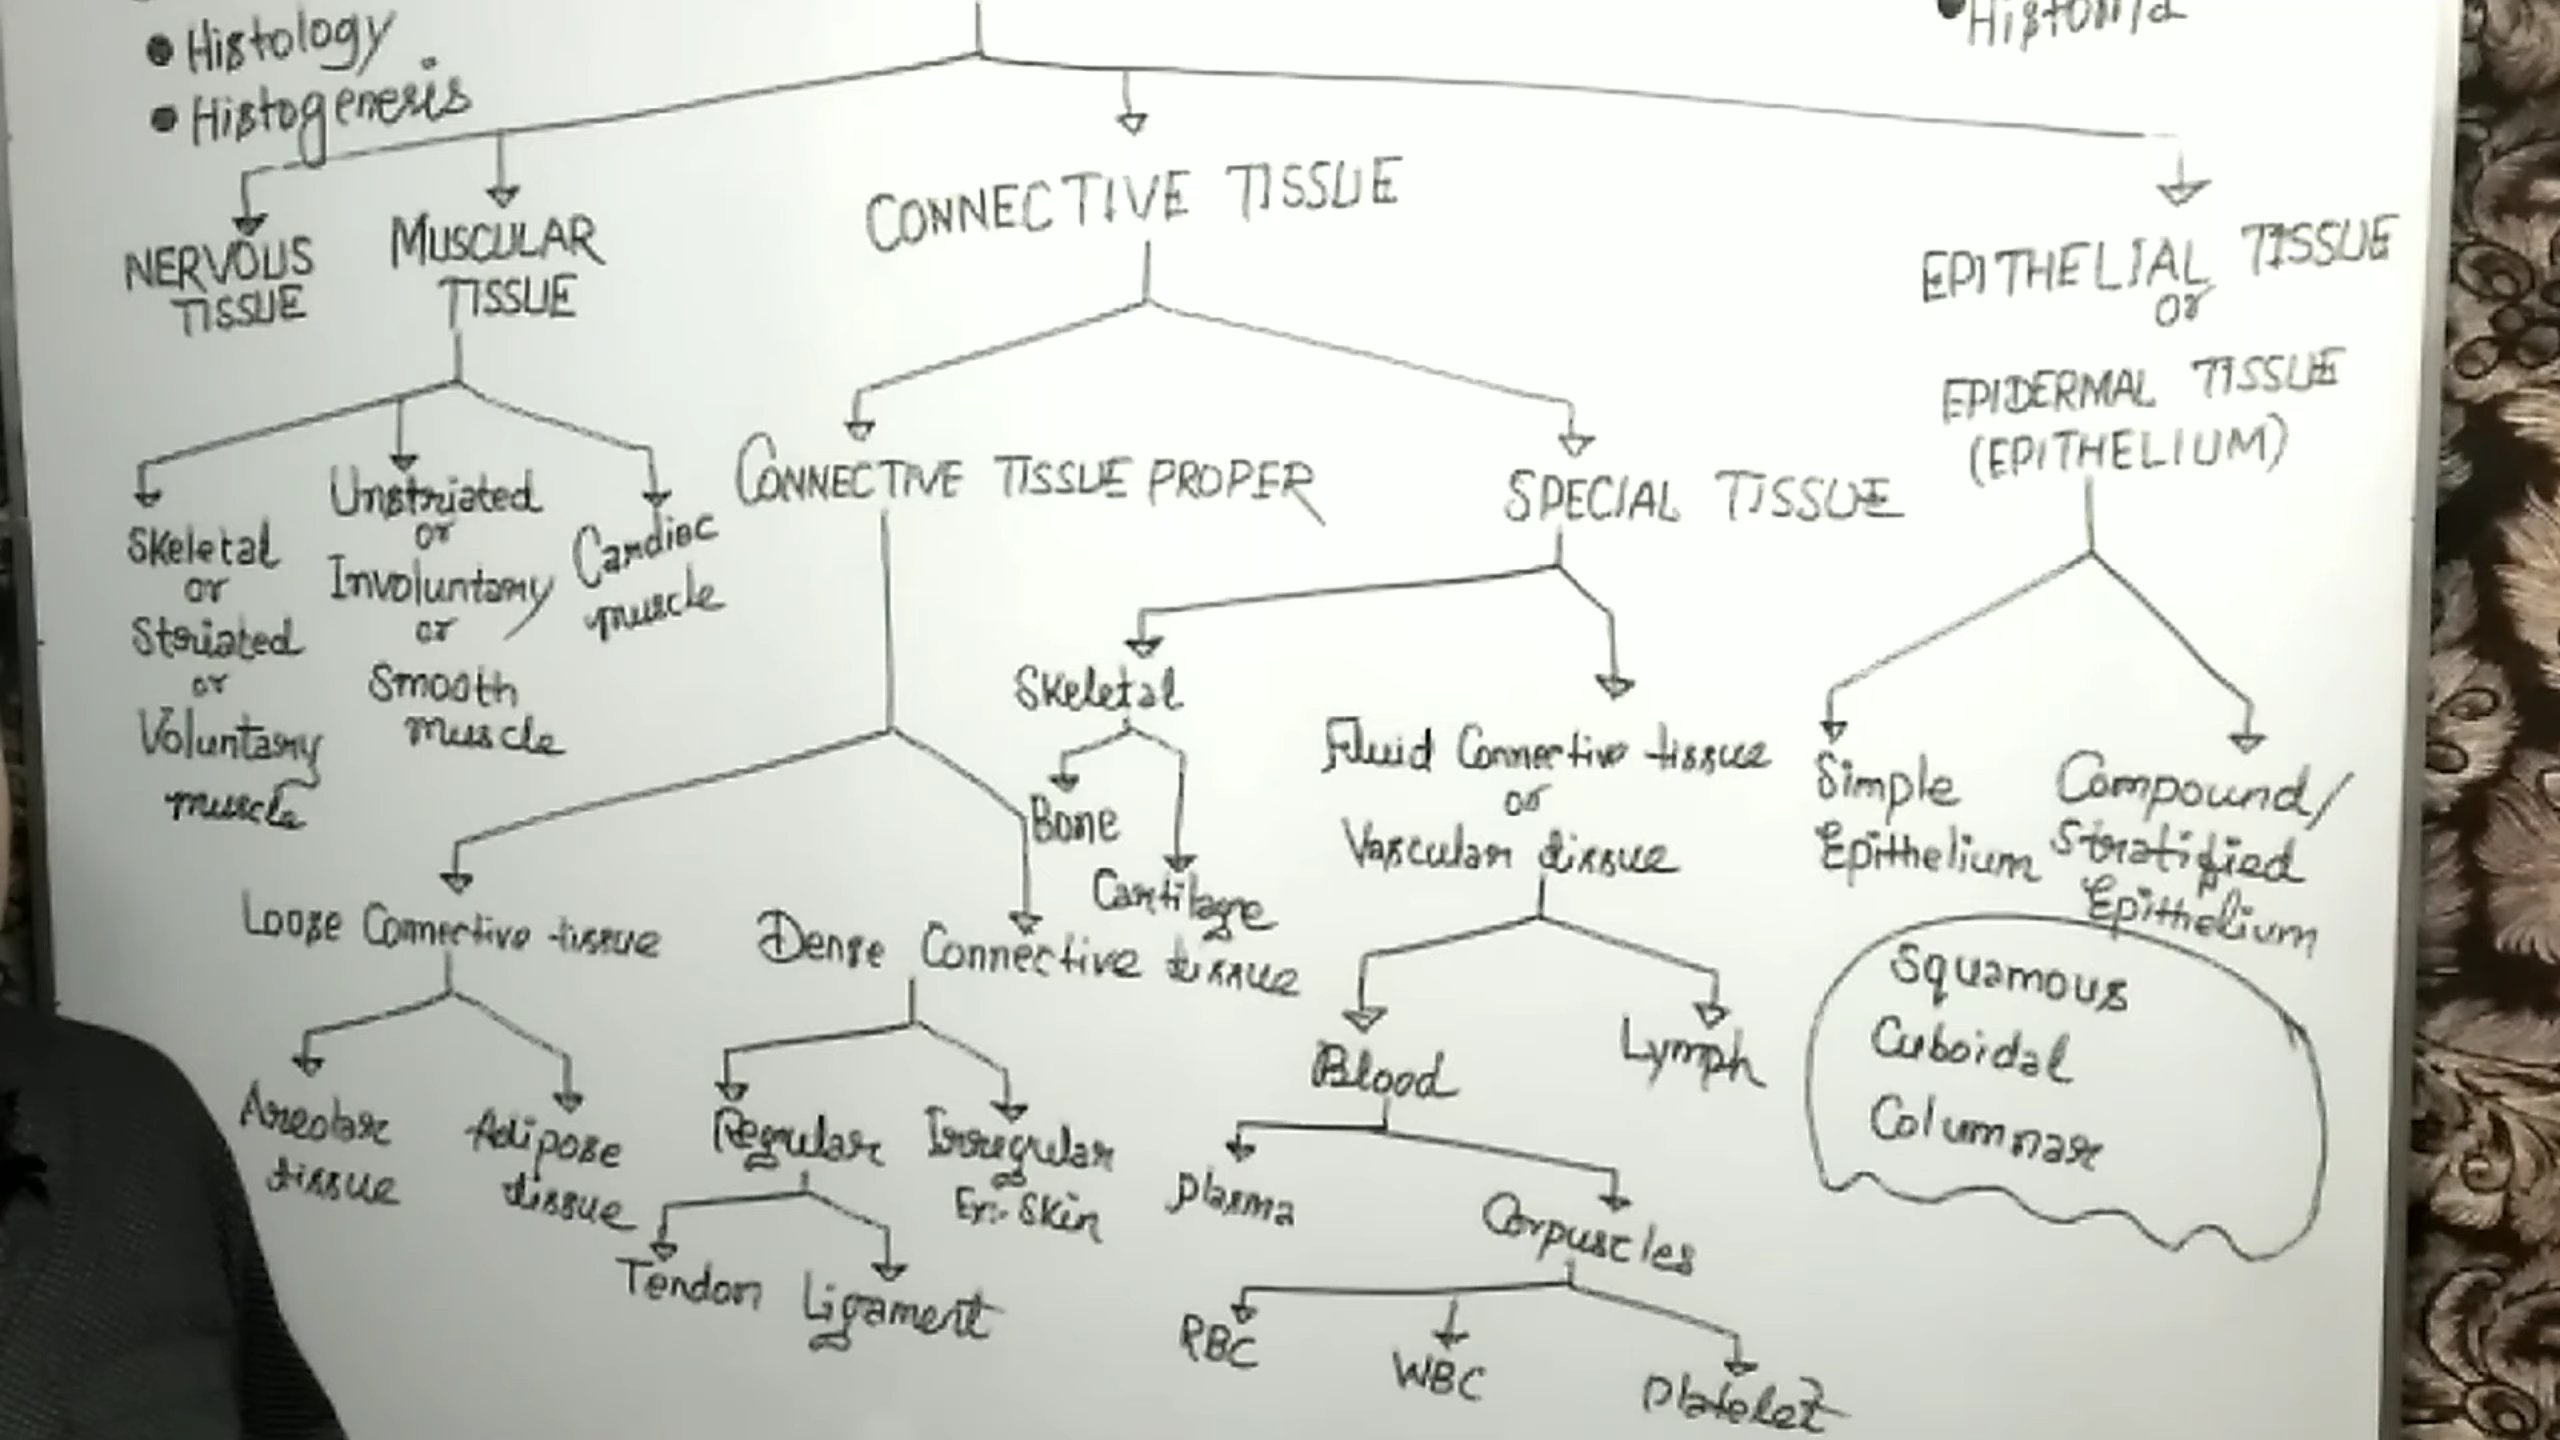 • Histology
• Histogenesis
NERVOUS
TISSUE
MUSCULAR
TISSUE
CONNECTIVE TISSUE
EPITHELIAL TISSUE
or
EPIDERMAL TISSUE
(EPITHELIUM)
Skeletal
or
Striated
or
Voluntary
muscle
Unstriated
or
Involuntary
or
Smooth
muscle
Cardiac
muscle
CONNECTIVE TISSUE PROPER
SPECIAL TISSUE
Loose Connective tissue
Areolar
tissue
Adipose
tissue
Dense Connective tissue
Regular
Irregular
Ex:- Skin
Tendon
Ligament
Skeletal
Bone
Cartilage
Fluid Connective tissue
or
Vascular tissue
Blood
Lymph
Plasma
Corpuscles
RBC
WBC
Platelet
Simple
Epithelium
Compound/
Stratified
Epithelium
Squamous
Cuboidal
Columnar